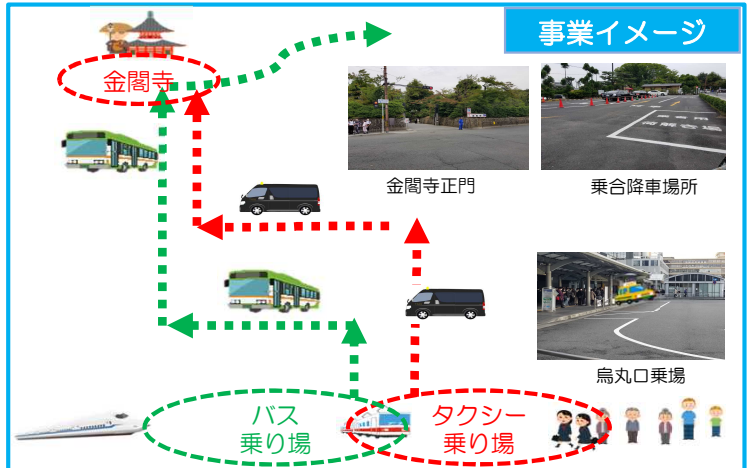 事業イメージ
金閣寺
金閣寺正門
乗合降車場所
烏丸口乗場
バス
乗り場
タクシー
乗り場